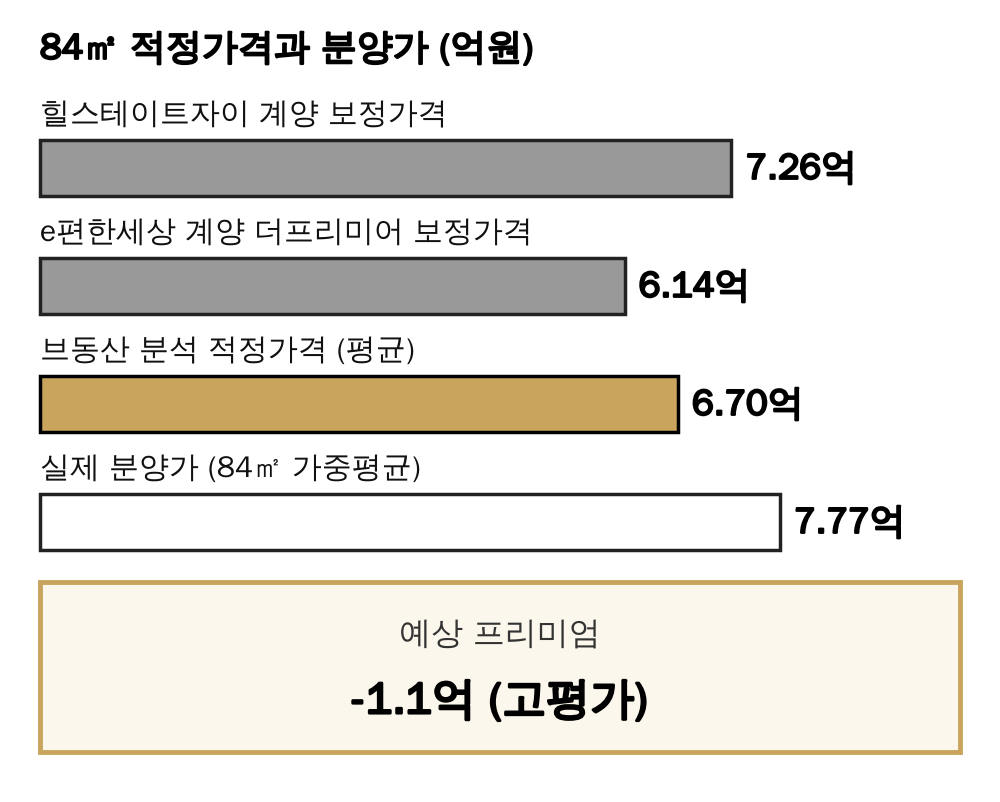 84㎡ 적정가격과 분양가 (억원)
힐스테이트자이 계양 보정가격
7.26억
e편한세상 계양 더프리미어 보정가격
6.14억
브동산 분석 적정가격 (평균)
6.70억
실제 분양가 (84㎡ 가중평균)
7.77억
예상 프리미엄
-1.1억 (고평가)